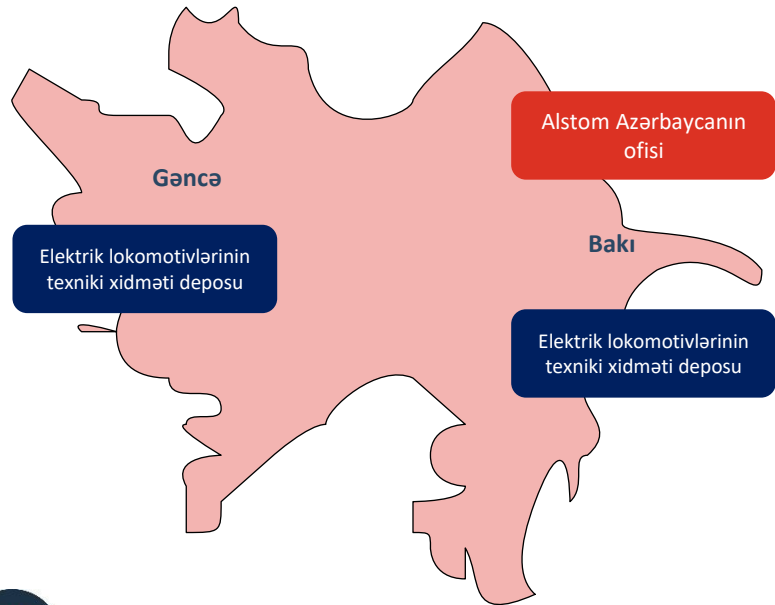 Alstom Azərbaycanın
ofisi
Gəncə
Elektrik lokomotivlərinin
texniki xidməti deposu
Bakı
Elektrik lokomotivlərinin
texniki xidməti deposu